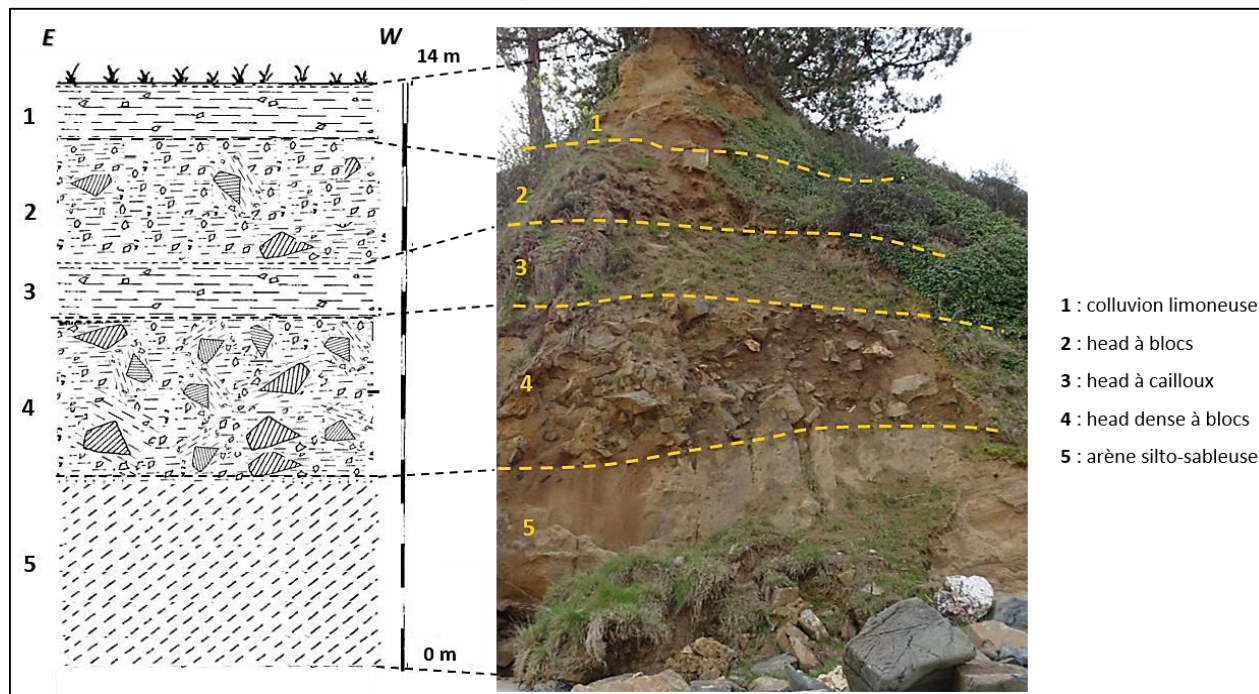 E
W
14 m
1
2
3
4
5
0 m
1
2
3
4
5
1 : colluvion limoneuse
2 : head à blocs
3 : head à cailloux
4 : head dense à blocs
5 : arène silto-sableuse